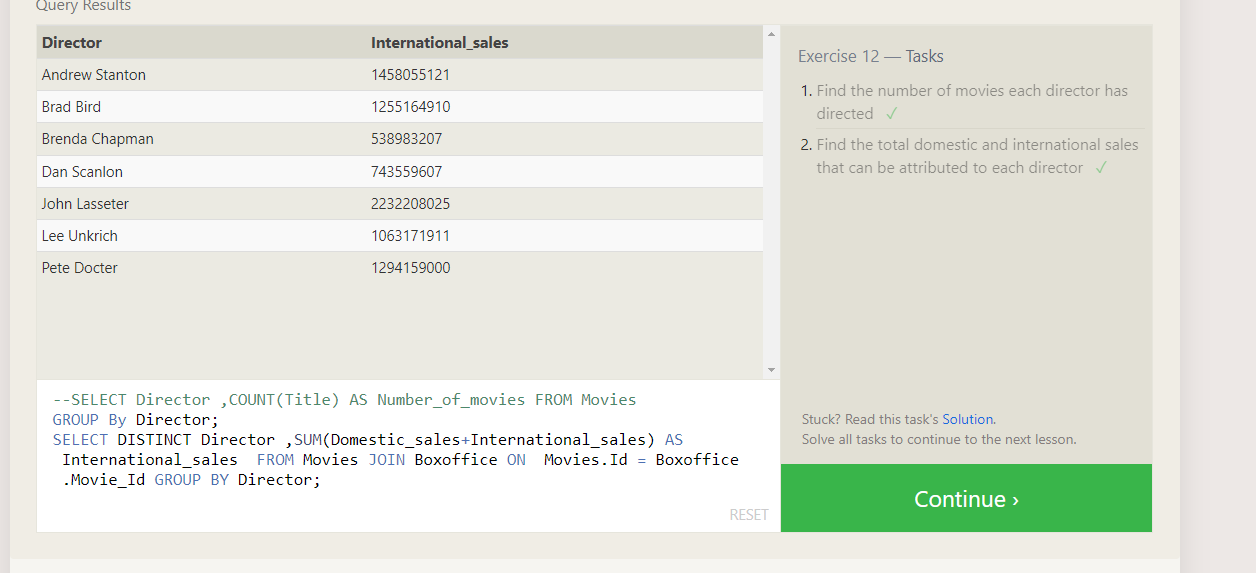 Query Results
Director International_sales
Andrew Stanton 1458055121
Brad Bird 1255164910
Brenda Chapman 538983207
Dan Scanlon 743559607
John Lasseter 2232208025
Lee Unkrich 1063171911
Pete Docter 1294159000
--SELECT Director ,COUNT(Title) AS Number_of_movies FROM Movies
GROUP By Director;
SELECT DISTINCT Director ,SUM(Domestic_sales+International_sales) AS
International_sales  FROM Movies JOIN Boxoffice ON  Movies.Id = Boxoffice
.Movie_Id GROUP BY Director;
RESET
Exercise 12 — Tasks
1. Find the number of movies each director has
directed ✓
2. Find the total domestic and international sales
that can be attributed to each director ✓
Stuck? Read this task's Solution.
Solve all tasks to continue to the next lesson.
Continue ›